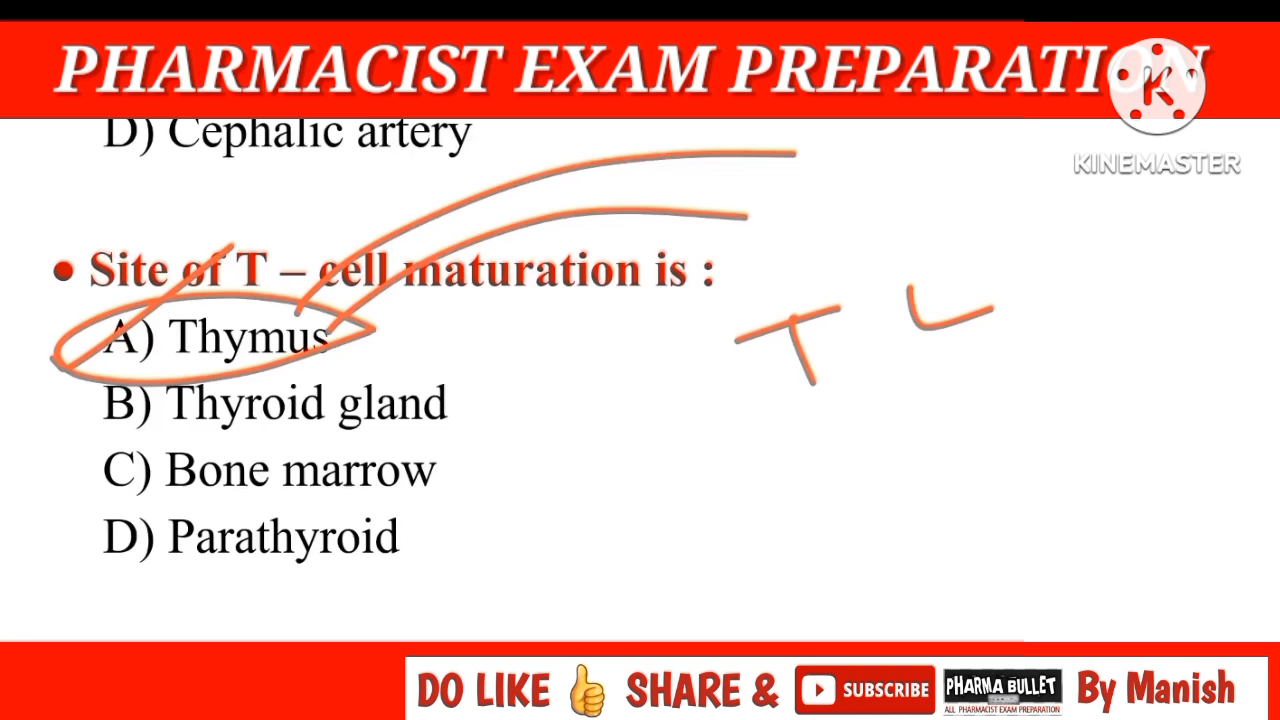 PHARMACIST EXAM PREPARATION
K
KINEMASTER
D) Cephalic artery
• Site of T – cell maturation is :
A) Thymus
T L
B) Thyroid gland
C) Bone marrow
D) Parathyroid
DO LIKE 👍 SHARE & SUBSCRIBE PHARMA BULLET By Manish
ALL PHARMACIST EXAM PREPARATION